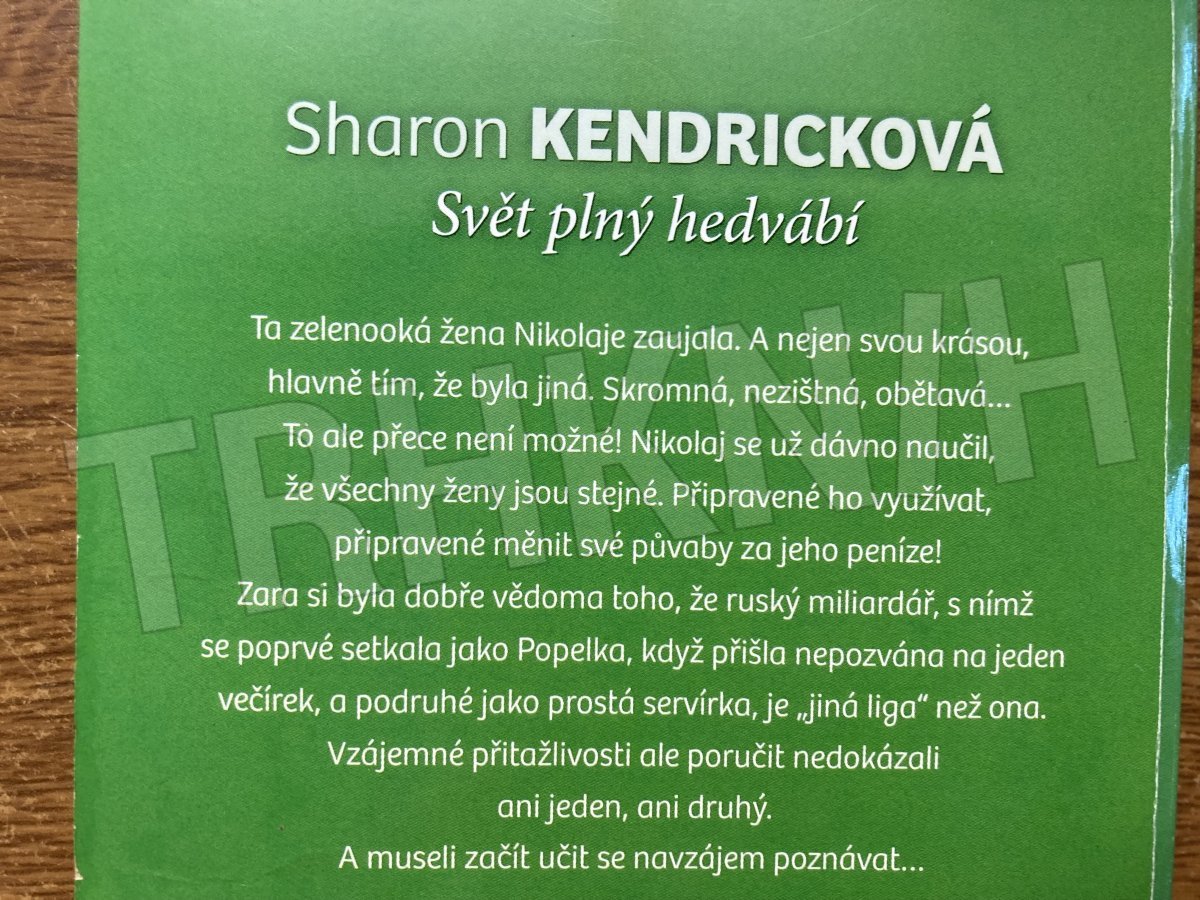 Sharon KENDRICKOVÁ
Svět plný hedvábí
Ta zelenooká žena Nikolaje zaujala. A nejen svou krásou,
hlavně tím, že byla jiná. Skromná, nezištná, obětavá...
To ale přece není možné! Nikolaj se už dávno naučil,
že všechny ženy jsou stejné. Připravené ho využívat,
připravené měnit své půvaby za jeho peníze!
Zara si byla dobře vědoma toho, že ruský miliardář, s nímž
se poprvé setkala jako Popelka, když přišla nepozvána na jeden
večírek, a podruhé jako prostá servírka, je „jiná liga“ než ona.
Vzájemné přitažlivosti ale poručit nedokázali
ani jeden, ani druhý.
A museli začít učit se navzájem poznávat...
TRHKNIH